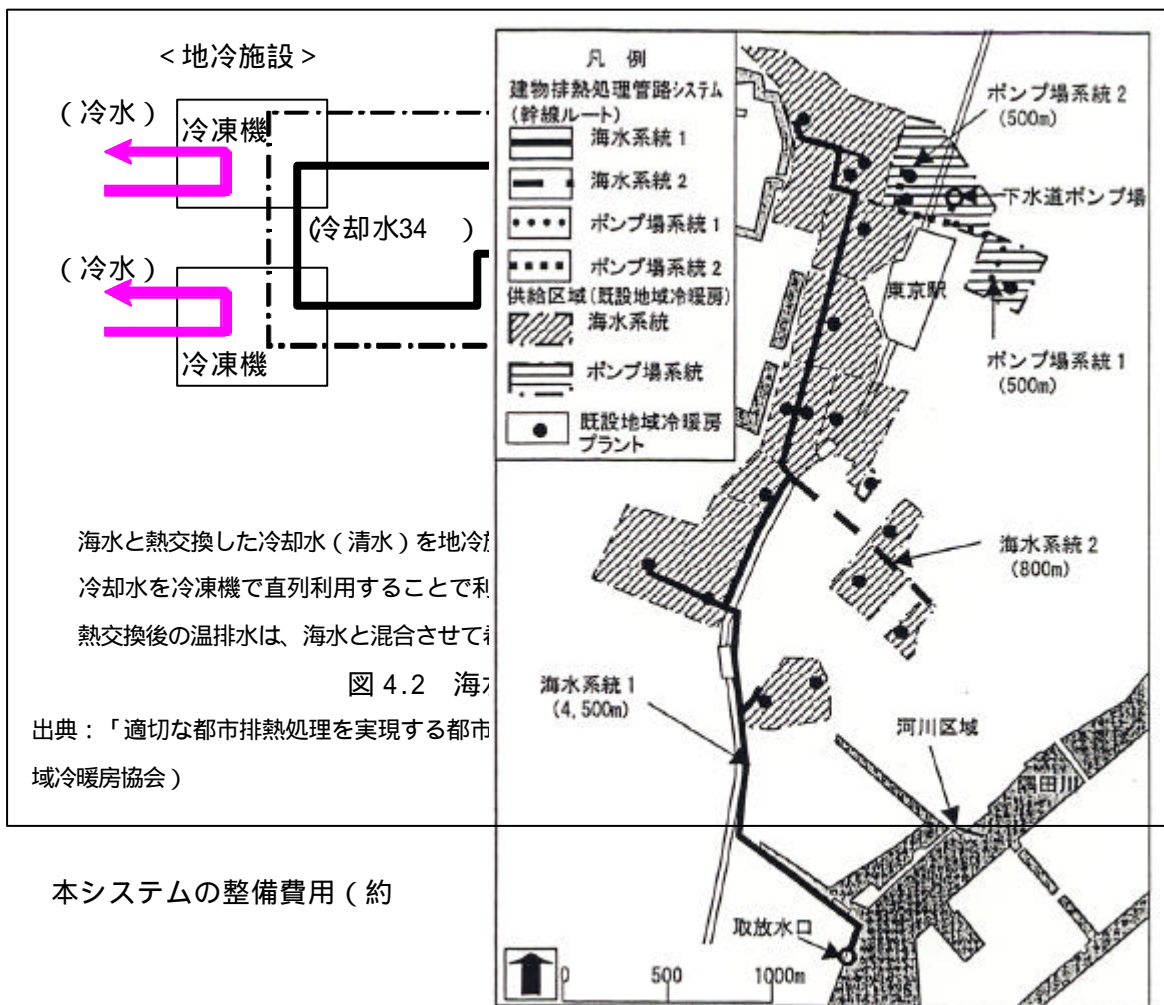 ＜地冷施設＞
（冷水）
冷凍機
（冷却水34　）
（冷水）
冷凍機
海水と熱交換した冷却水（清水）を地冷
冷却水を冷凍機で直列利用することで利
熱交換後の温排水は、海水と混合させて
図 4.2　海
出典：「適切な都市排熱処理を実現する都市
域冷暖房協会）
本システムの整備費用（約
凡　例
建物排熱処理管路システム
(幹線ルート)
海水系統 1
海水系統 2
ポンプ場系統 1
ポンプ場系統 2
供給区域(既設地域冷暖房)
海水系統
ポンプ場系統
既設地域冷暖房
プラント
ポンプ場系統 2
(500m)
下水道ポンプ場
東京駅
ポンプ場系統 1
(500m)
海水系統 2
(800m)
海水系統 1
(4,500m)
河川区域
隅田川
取放水口
0
500
1000m